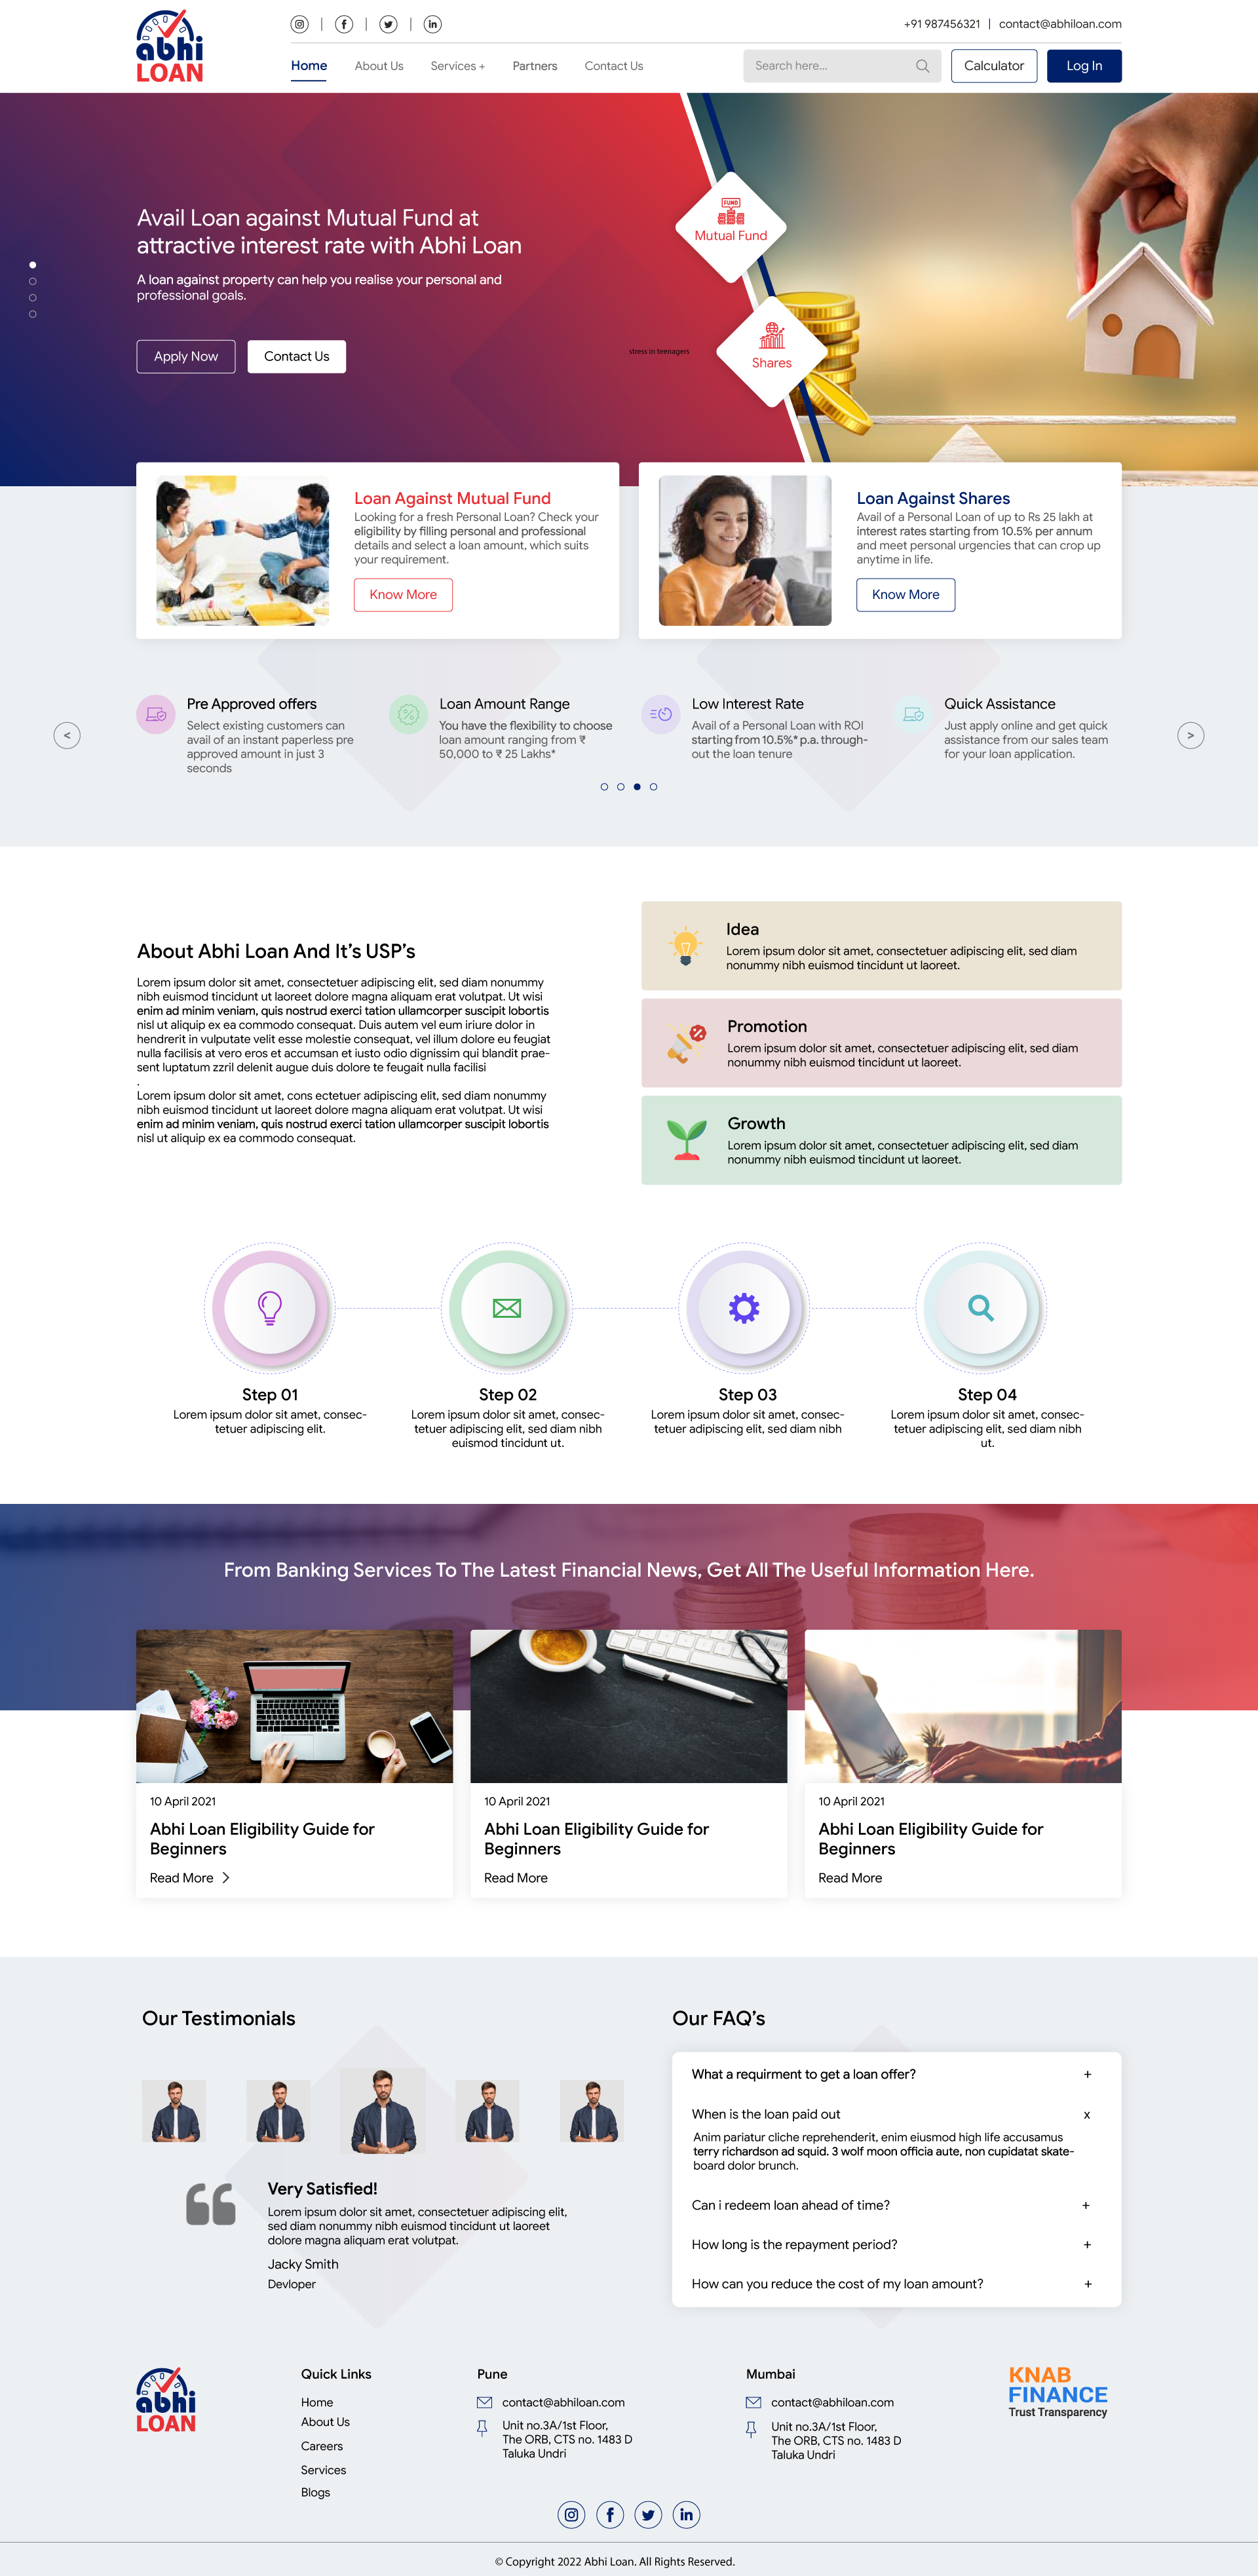 abhi
LOAN
+91 987456321 | contact@abhiloan.com
Home
About Us
Services +
Partners
Contact Us
Search here...
Calculator
Log In
Avail Loan against Mutual Fund at
attractive interest rate with Abhi Loan
A loan against property can help you realise your personal and
professional goals.
Apply Now
Contact Us
FUND
Mutual Fund
stress in teenagers
Shares
Loan Against Mutual Fund
Looking for a fresh Personal Loan? Check your
eligibility by filling personal and professional
details and select a loan amount, which suits
your requirement.
Know More
Loan Against Shares
Avail of a Personal Loan of up to Rs 25 lakh at
interest rates starting from 10.5% per annum
and meet personal urgencies that can crop up
anytime in life.
Know More
<
Pre Approved offers
Select existing customers can
avail of an instant paperless pre
approved amount in just 3
seconds
Loan Amount Range
You have the flexibility to choose
loan amount ranging from ₹
50,000 to ₹ 25 Lakhs*
Low Interest Rate
Avail of a Personal Loan with ROI
starting from 10.5%* p.a. through-
out the loan tenure
Quick Assistance
Just apply online and get quick
assistance from our sales team
for your loan application.
>
About Abhi Loan And It's USP's
Lorem ipsum dolor sit amet, consectetuer adipiscing elit, sed diam nonummy
nibh euismod tincidunt ut laoreet dolore magna aliquam erat volutpat. Ut wisi
enim ad minim veniam, quis nostrud exerci tation ullamcorper suscipit lobortis
nisl ut aliquip ex ea commodo consequat. Duis autem vel eum iriure dolor in
hendrerit in vulputate velit esse molestie consequat, vel illum dolore eu feugiat
nulla facilisis at vero eros et accumsan et iusto odio dignissim qui blandit prae-
sent luptatum zzril delenit augue duis dolore te feugait nulla facilisi
.
Lorem ipsum dolor sit amet, cons ectetuer adipiscing elit, sed diam nonummy
nibh euismod tincidunt ut laoreet dolore magna aliquam erat volutpat. Ut wisi
enim ad minim veniam, quis nostrud exerci tation ullamcorper suscipit lobortis
nisl ut aliquip ex ea commodo consequat.
Idea
Lorem ipsum dolor sit amet, consectetuer adipiscing elit, sed diam
nonummy nibh euismod tincidunt ut laoreet.
Promotion
Lorem ipsum dolor sit amet, consectetuer adipiscing elit, sed diam
nonummy nibh euismod tincidunt ut laoreet.
Growth
Lorem ipsum dolor sit amet, consectetuer adipiscing elit, sed diam
nonummy nibh euismod tincidunt ut laoreet.
Step 01
Lorem ipsum dolor sit amet, consec-
tetuer adipiscing elit.
Step 02
Lorem ipsum dolor sit amet, consec-
tetuer adipiscing elit, sed diam nibh
euismod tincidunt ut.
Step 03
Lorem ipsum dolor sit amet, consec-
tetuer adipiscing elit, sed diam nibh
Step 04
Lorem ipsum dolor sit amet, consec-
tetuer adipiscing elit, sed diam nibh
ut.
From Banking Services To The Latest Financial News, Get All The Useful Information Here.
10 April 2021
Abhi Loan Eligibility Guide for
Beginners
Read More >
10 April 2021
Abhi Loan Eligibility Guide for
Beginners
Read More
10 April 2021
Abhi Loan Eligibility Guide for
Beginners
Read More
Our Testimonials
Very Satisfied!
Lorem ipsum dolor sit amet, consectetuer adipiscing elit,
sed diam nonummy nibh euismod tincidunt ut laoreet
dolore magna aliquam erat volutpat.
Jacky Smith
Devloper
Our FAQ's
What a requirment to get a loan offer? +
When is the loan paid out x
Anim pariatur cliche reprehenderit, enim eiusmod high life accusamus
terry richardson ad squid. 3 wolf moon officia aute, non cupidatat skate-
board dolor brunch.
Can i redeem loan ahead of time? +
How long is the repayment period? +
How can you reduce the cost of my loan amount? +
abhi
LOAN
Quick Links
Home
About Us
Careers
Services
Blogs
Pune
contact@abhiloan.com
Unit no.3A/1st Floor,
The ORB, CTS no. 1483 D
Taluka Undri
Mumbai
contact@abhiloan.com
Unit no.3A/1st Floor,
The ORB, CTS no. 1483 D
Taluka Undri
KNAB
FINANCE
Trust Transparency
© Copyright 2022 Abhi Loan. All Rights Reserved.